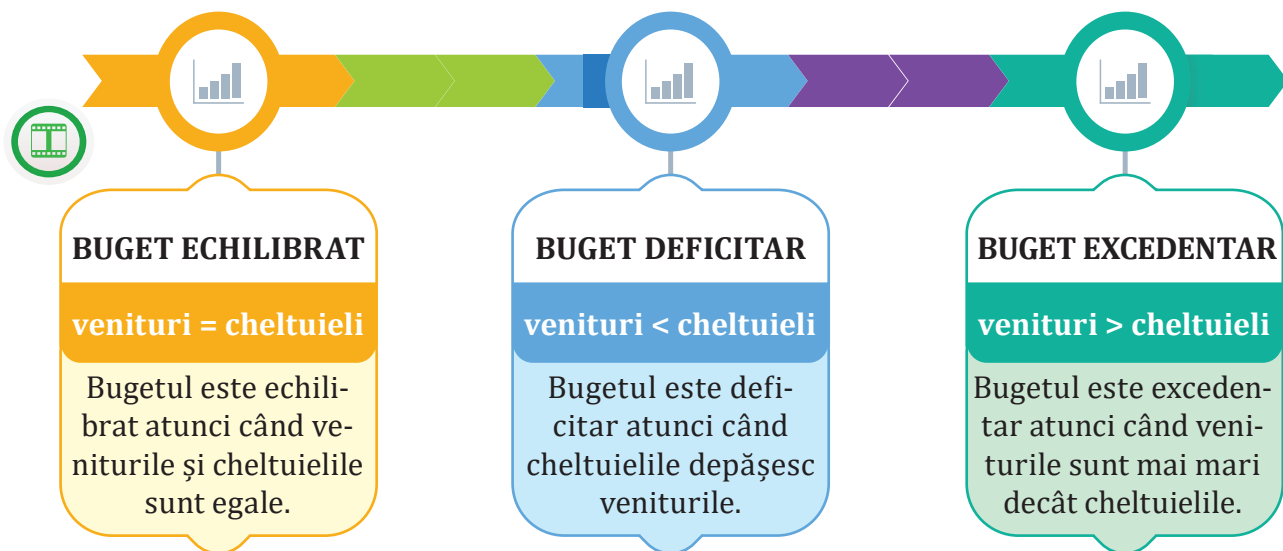 BUGET ECHILIBRAT
venituri = cheltuieli
Bugetul este echili-
brat atunci când ve-
niturile și cheltuielile
sunt egale.
BUGET DEFICITAR
venituri < cheltuieli
Bugetul este defi-
citar atunci când
cheltuielile depășesc
veniturile.
BUGET EXCEDENTAR
venituri > cheltuieli
Bugetul este exceden-
tar atunci când veni-
turile sunt mai mari
decât cheltuielile.